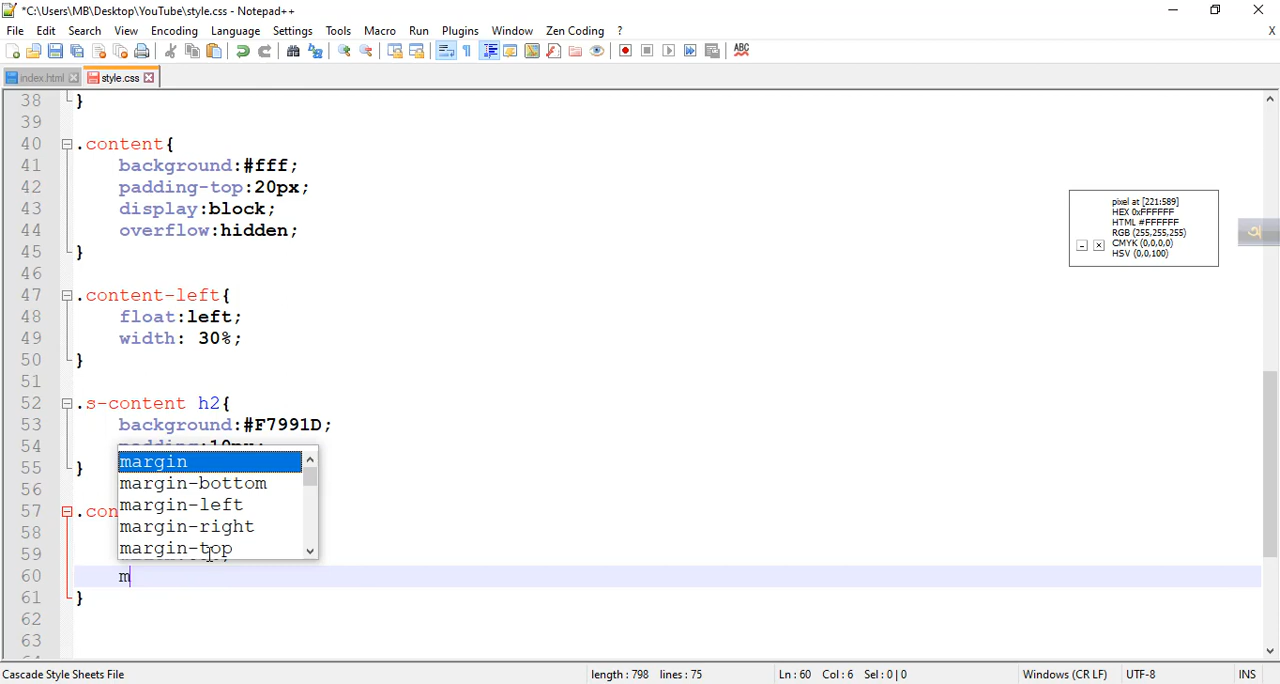 *C:\Users\MB\Desktop\YouTube\style.css - Notepad++
File Edit Search View Encoding Language Settings Tools Macro Run Plugins Window Zen Coding ? X
ABC
index.html style.css
38 }
39
40 .content{
41 background:#fff;
42 padding-top:20px;
43 display:block;
44 overflow:hidden;
45 }
46
47 .content-left{
48 float:left;
49 width: 30%;
50 }
51
52 .s-content h2{
53 background:#F7991D;
54 padding:10px;
55 }
56
57 .con
58
59
60 m
61 }
62
63
margin
margin-bottom
margin-left
margin-right
margin-top
pixel at [221:589]
HEX 0xFFFFFF
HTML #FFFFFF
RGB (255,255,255)
CMYK (0,0,0,0)
HSV (0,0,100)
Cascade Style Sheets File length : 798 lines : 75 Ln : 60 Col : 6 Sel : 0 | 0 Windows (CR LF) UTF-8 INS